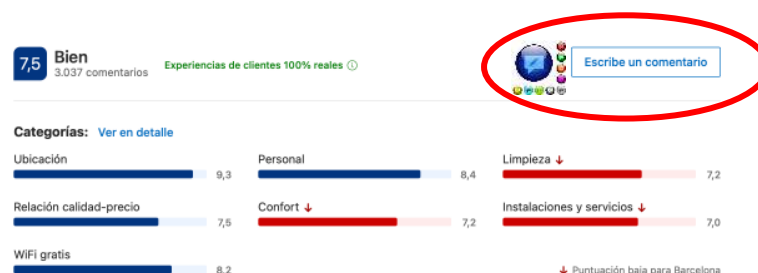 7,5 Bien
3.037 comentarios
Experiencias de clientes 100% reales
Escribe un comentario
Categorías: Ver en detalle
Ubicación 9,3
Personal 8,4
Limpieza ↓ 7,2
Relación calidad-precio 7,5
Confort ↓ 7,2
Instalaciones y servicios ↓ 7,0
WiFi gratis 8,2
↓ Puntuación baja para Barcelona